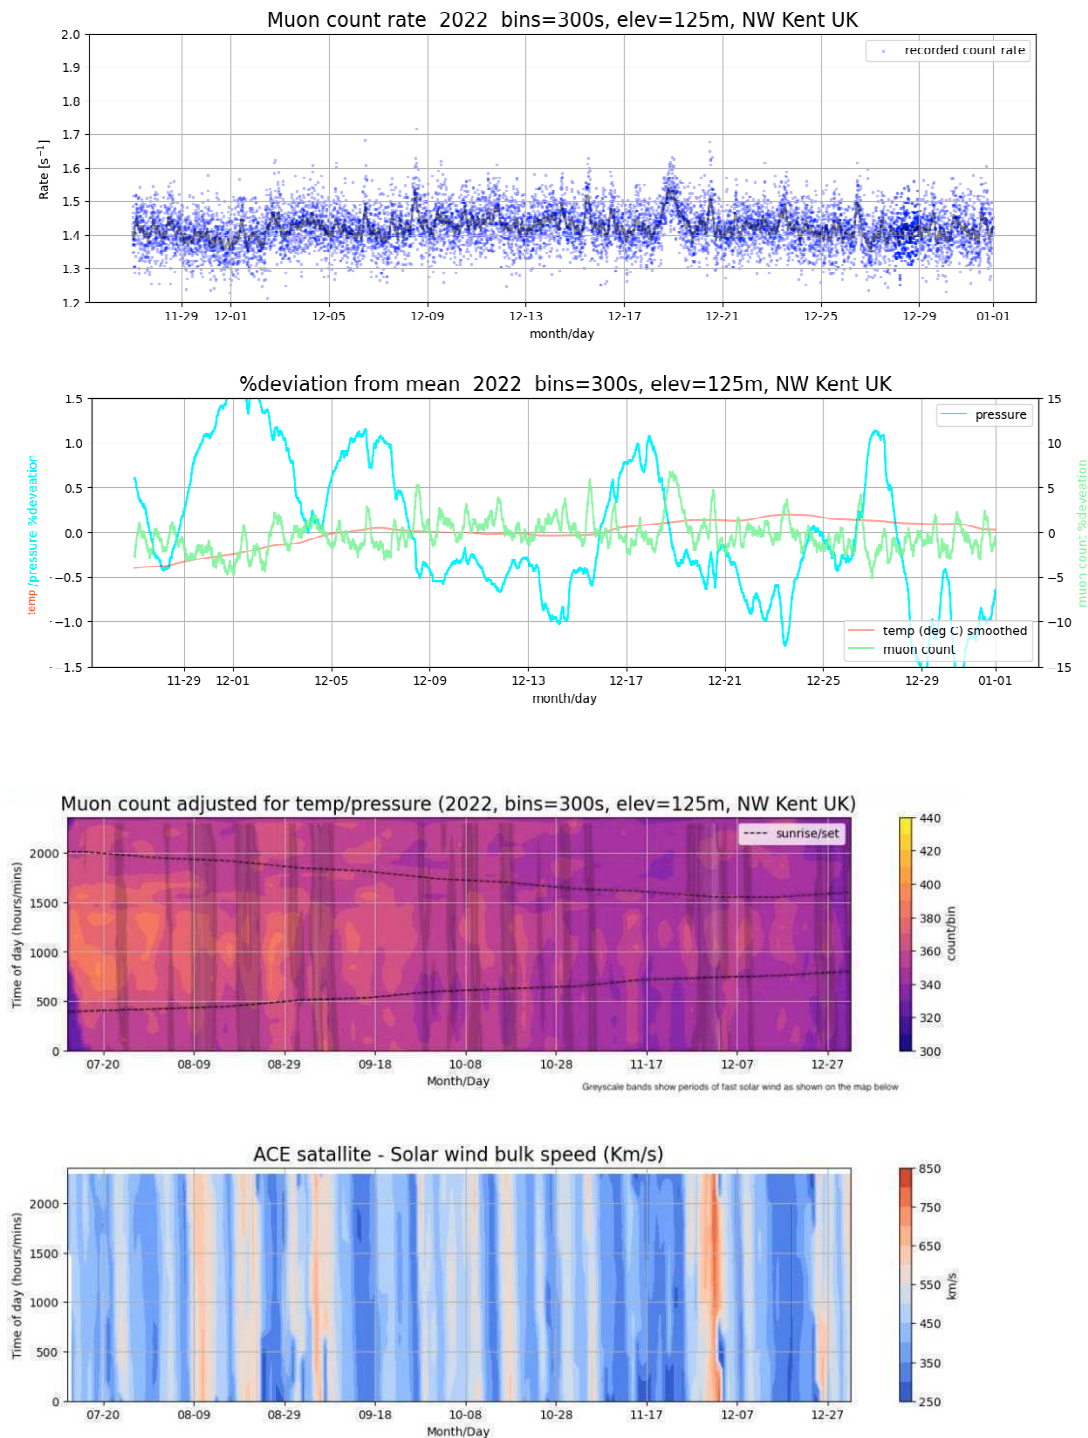 Muon count rate  2022  bins=300s, elev=125m, NW Kent UK
2.0
1.9
1.8
1.7
1.6
1.5
1.4
1.3
1.2
Rate [s⁻¹]
recorded count rate
11-29 12-01 12-05 12-09 12-13 12-17 12-21 12-25 12-29 01-01
month/day
%deviation from mean  2022  bins=300s, elev=125m, NW Kent UK
1.5
1.0
0.5
0.0
−0.5
−1.0
−1.5
temp /pressure %deveation
15
10
5
0
−5
−10
−15
muon count %deveation
pressure
temp (deg C) smoothed
muon count
11-29 12-01 12-05 12-09 12-13 12-17 12-21 12-25 12-29 01-01
month/day
Muon count adjusted for temp/pressure (2022, bins=300s, elev=125m, NW Kent UK)
2000
1500
1000
500
0
Time of day (hours/mins)
sunrise/set
440
420
400
380
360
340
320
300
count/bin
07-20 08-09 08-29 09-18 10-08 10-28 11-17 12-07 12-27
Month/Day
Greyscale bands show periods of fast solar wind as shown on the map below
ACE satallite - Solar wind bulk speed (Km/s)
2000
1500
1000
500
0
Time of day (hours/mins)
850
750
650
550
450
350
250
km/s
07-20 08-09 08-29 09-18 10-08 10-28 11-17 12-07 12-27
Month/Day